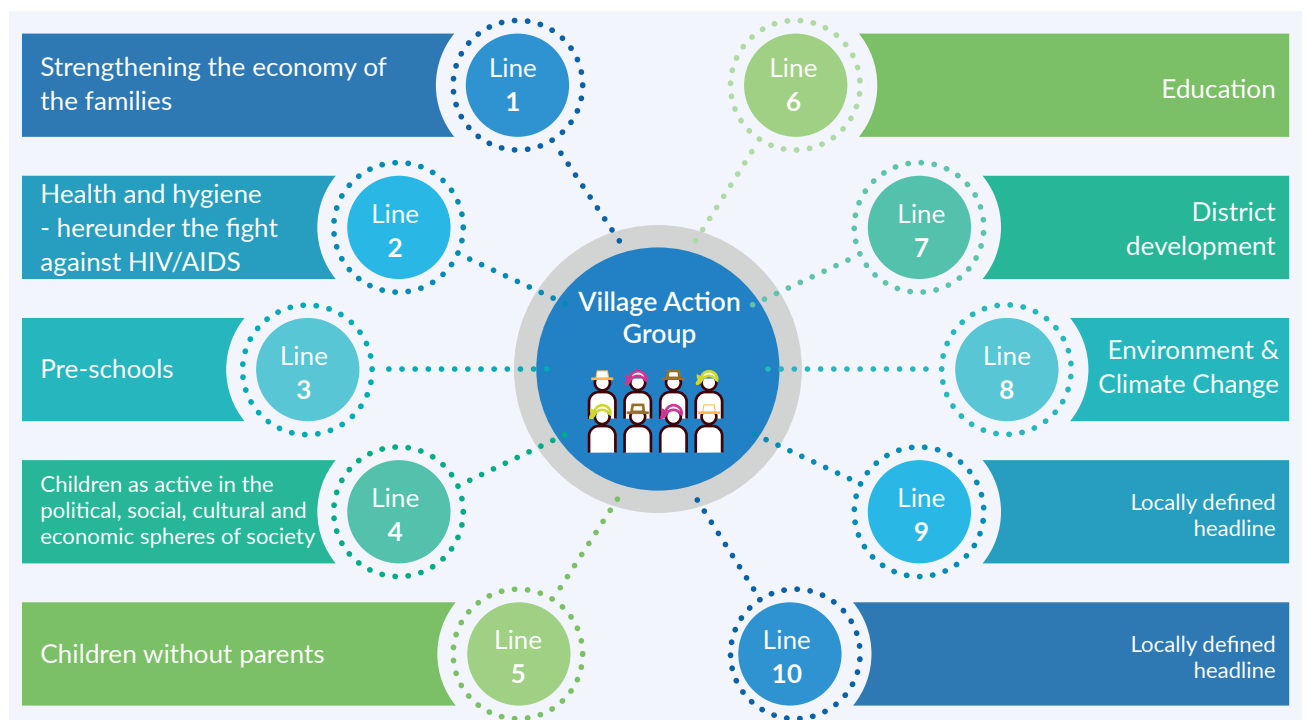 Strengthening the economy of
the families
Line
1
Health and hygiene
- hereunder the fight
against HIV/AIDS
Line
2
Pre-schools
Line
3
Children as active in the
political, social, cultural and
economic spheres of society
Line
4
Children without parents
Line
5
Village Action
Group
Line
6
Education
Line
7
District
development
Line
8
Environment &
Climate Change
Line
9
Locally defined
headline
Line
10
Locally defined
headline